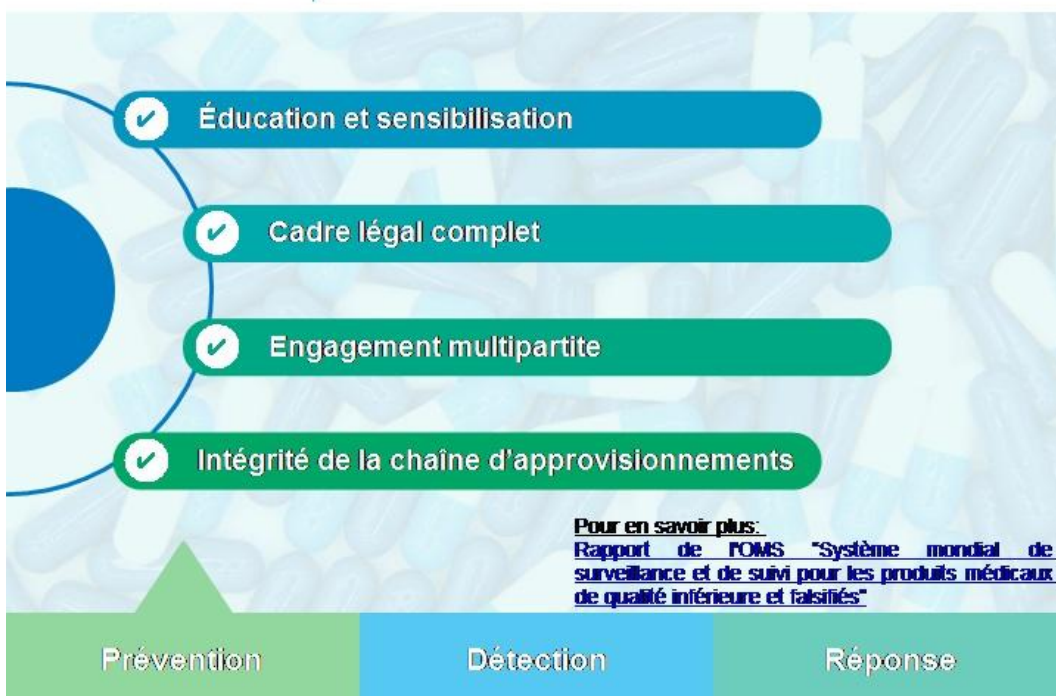 Éducation et sensibilisation
Cadre légal complet
Engagement multipartite
Intégrité de la chaîne d'approvisionnements
Pour en savoir plus:
Rapport de l'OMS "Système mondial de
surveillance et de suivi pour les produits médicaux
de qualité inférieure et falsifiés"
Prévention
Détection
Réponse